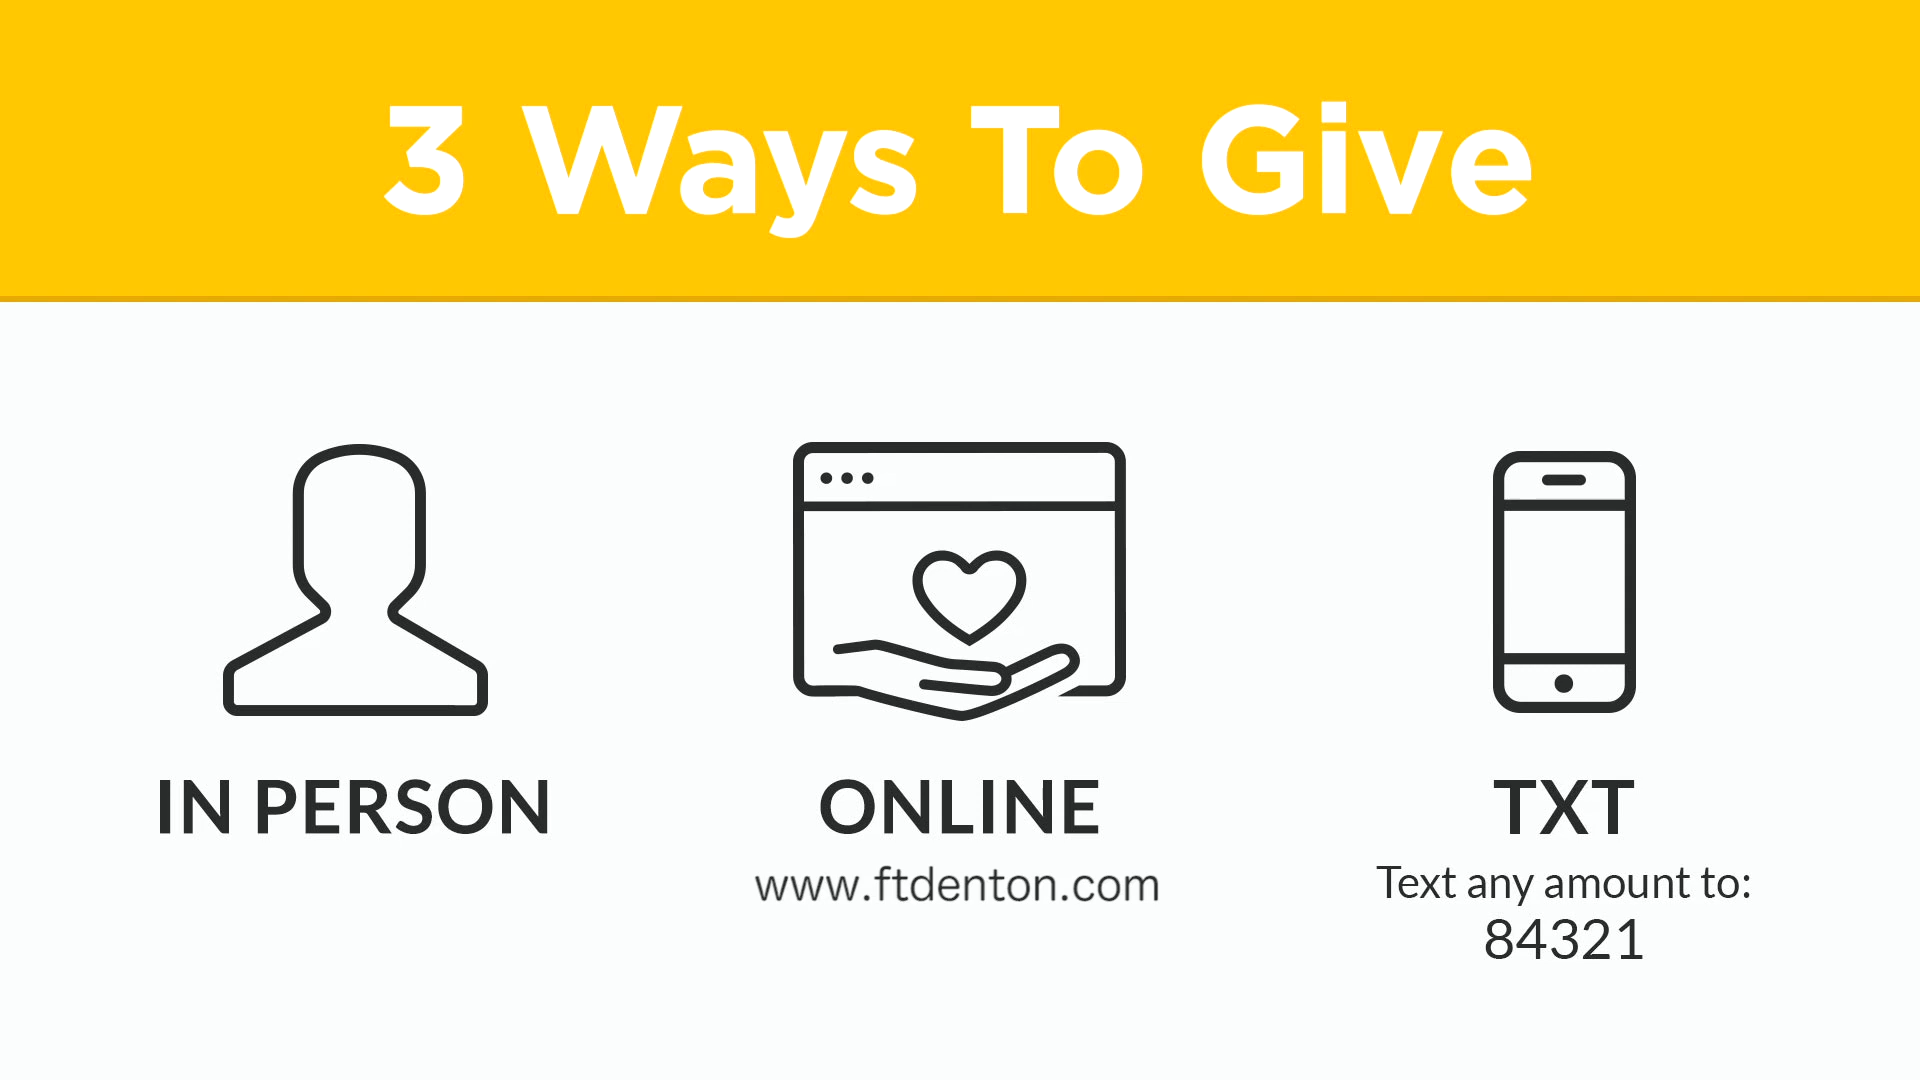 3 Ways To Give
IN PERSON
ONLINE
www.ftdenton.com
TXT
Text any amount to:
84321